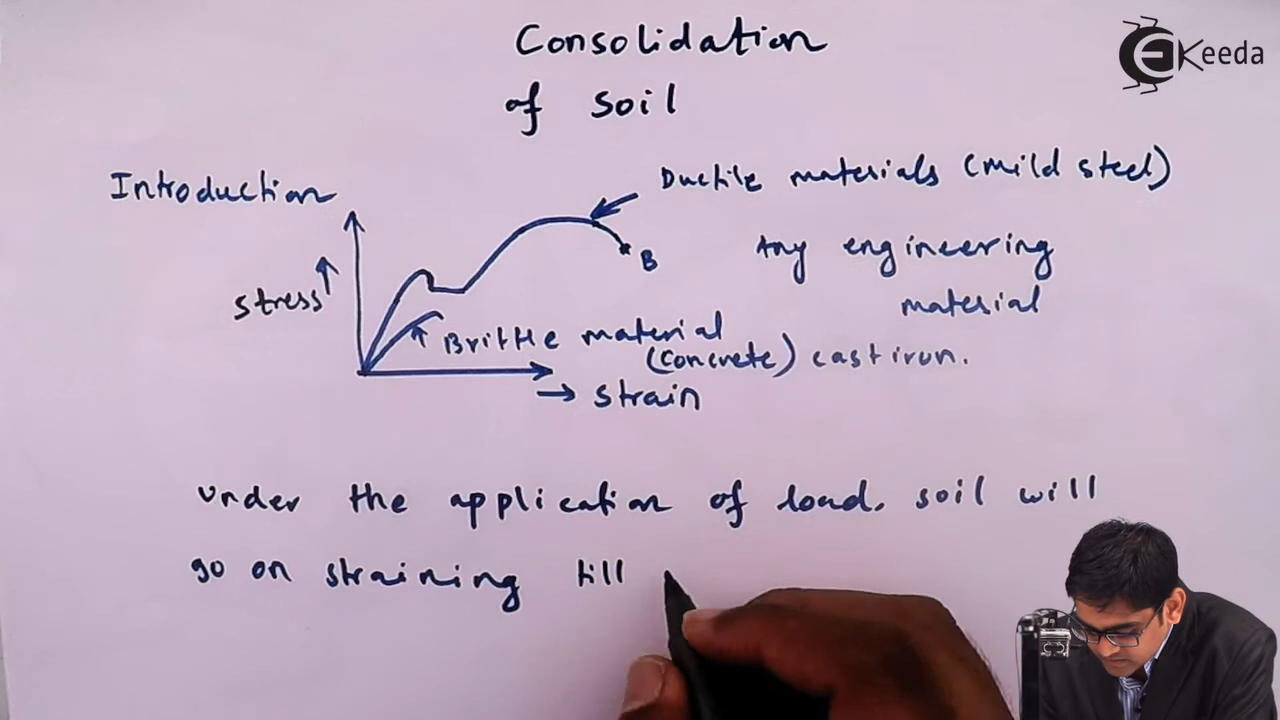 Consolidation
of soil
EKeeda
Introduction
Ductile materials (Mild steel)
Any engineering
material
B
stress
Brittle material
(concrete) cast iron.
strain
under the application of load. soil will
go on straining till